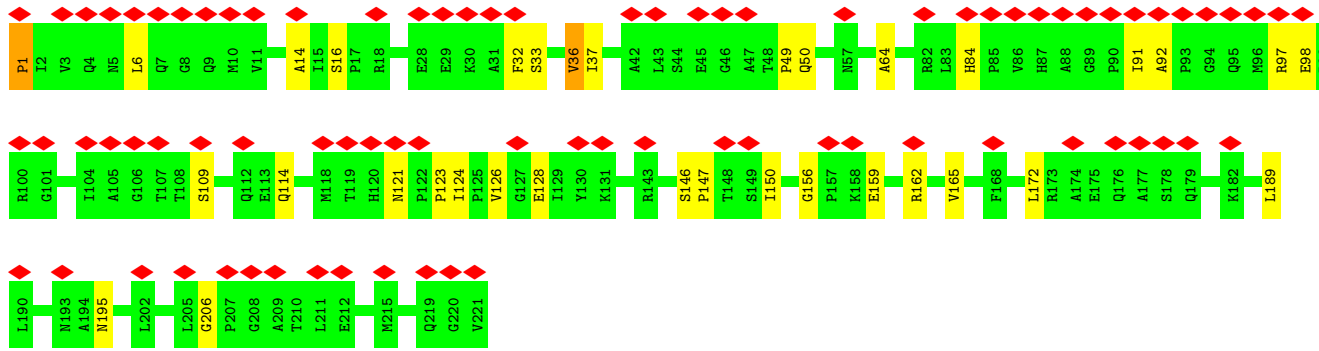 P1 I2 V3 Q4 N5 L6 Q7 G8 Q9 M10 V11 A14 I15 S16 P17 R18 E28 E29 K30 A31 F32 S33 V36 I37 A42 L43 S44 E45 G46 A47 T48 P49 Q50 N57 A64 R82 L83 H84 P85 V86 H87 A88 G89 P90 I91 A92 P93 G94 Q95 M96 R97 E98
R100 G101 I104 A105 G106 T107 T108 S109 Q112 E113 Q114 M118 T119 H120 N121 P122 P123 I124 P125 V126 G127 E128 I129 Y130 K131 R143 S146 P147 T148 S149 I150 G156 P157 K158 E159 R162 V165 F168 L172 R173 A174 E175 Q176 A177 S178 Q179 K182 L189
L190 N193 A194 N195 L202 L205 G206 P207 G208 A209 T210 L211 E212 M215 Q219 G220 V221